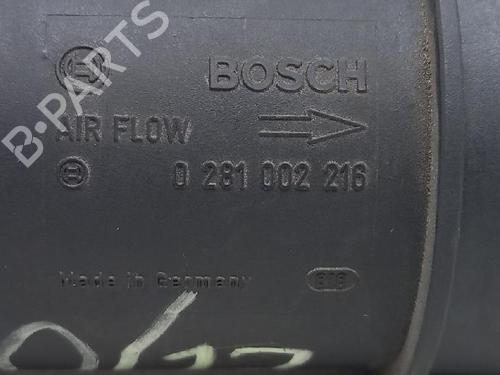 B-PARTS
BOSCH
AIR FLOW
0 281 002 216
Made in Germany